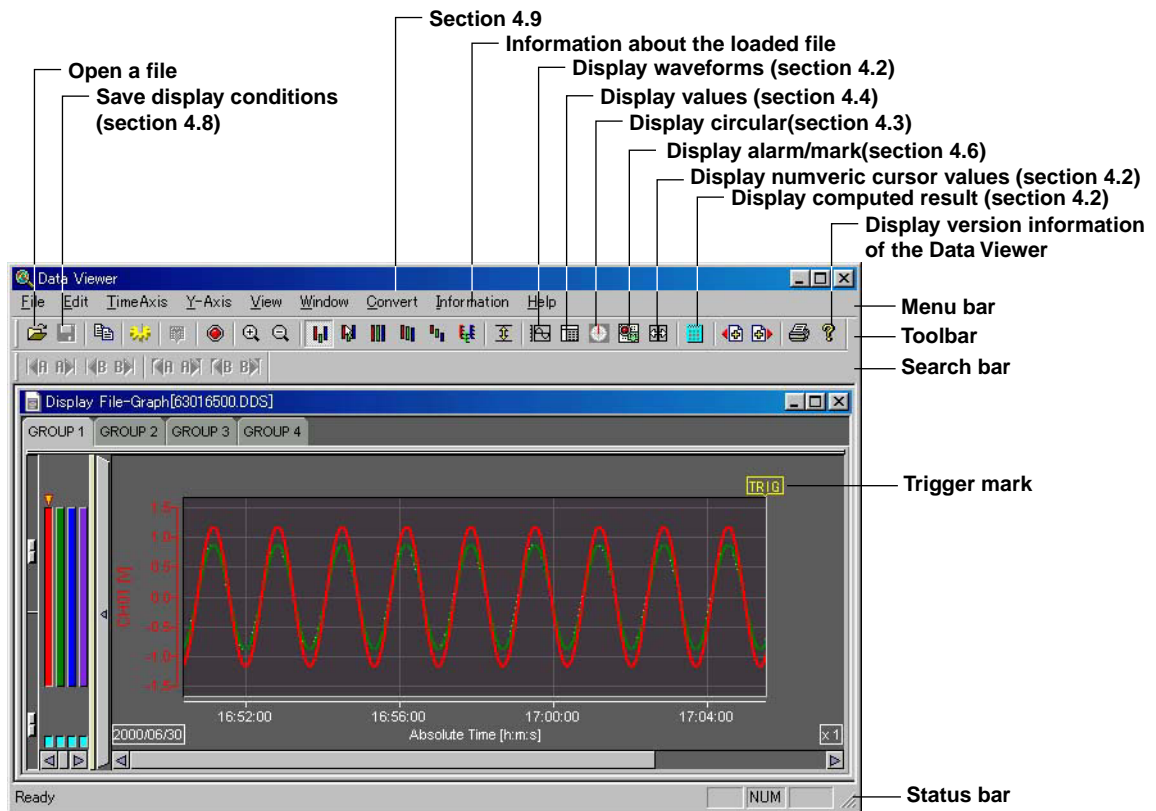 Section 4.9
Information about the loaded file
Display waveforms (section 4.2)
Open a file
Save display conditions
(section 4.8)
Display values (section 4.4)
Display circular(section 4.3)
Display alarm/mark(section 4.6)
Display numveric cursor values (section 4.2)
Display computed result (section 4.2)
Display version information
of the Data Viewer
Data Viewer
File Edit TimeAxis Y-Axis View Window Convert Information Help
Menu bar
Toolbar
A A B B A A B B
Search bar
Display File-Graph[63016500.DDS]
GROUP 1 GROUP 2 GROUP 3 GROUP 4
TRIG
Trigger mark
1.5
1.0
0.5
CH01 [V]
-0.5
-1.0
-1.5
16:52:00 16:56:00 17:00:00 17:04:00
2000/06/30 Absolute Time [h:m:s] x 1
Ready NUM
Status bar